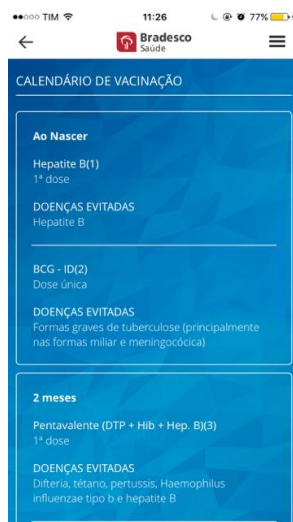 TIM 11:26 77%
Bradesco
Saúde
CALENDÁRIO DE VACINAÇÃO
Ao Nascer
Hepatite B(1)
1ª dose
DOENÇAS EVITADAS
Hepatite B
BCG - ID(2)
Dose única
DOENÇAS EVITADAS
Formas graves de tuberculose (principalmente
nas formas miliar e meningocócica)
2 meses
Pentavalente (DTP + Hib + Hep. B)(3)
1ª dose
DOENÇAS EVITADAS
Difteria, tétano, pertussis, Haemophilus
influenzae tipo b e hepatite B